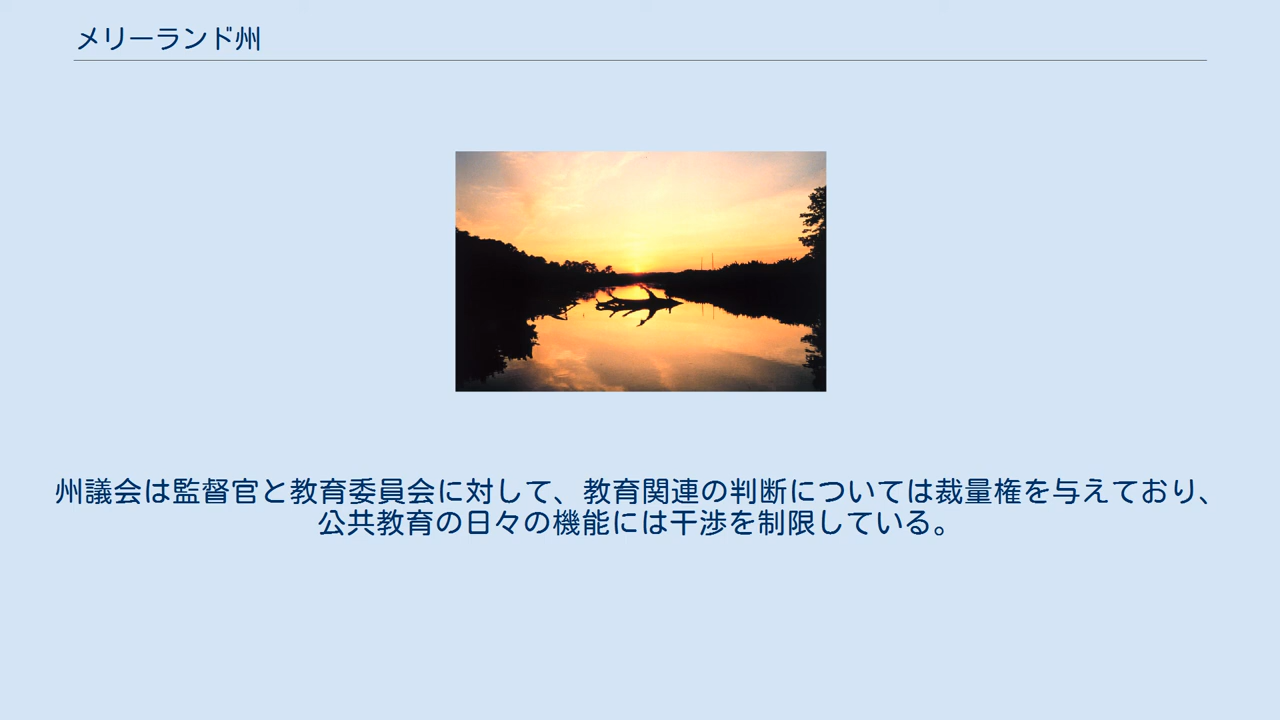 メリーランド州
州議会は監督官と教育委員会に対して、教育関連の判断については裁量権を与えており、
公共教育の日々の機能には干渉を制限している。